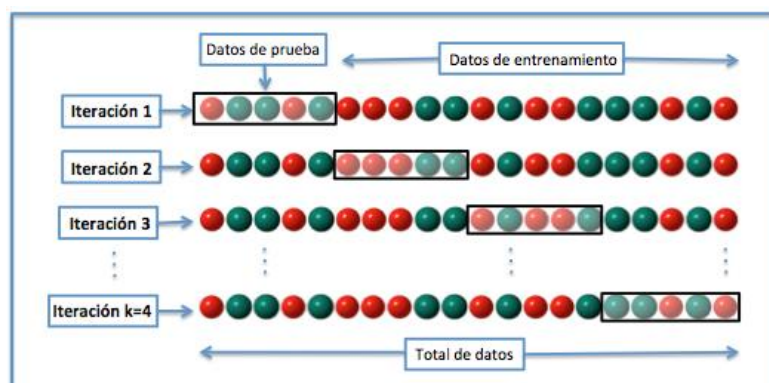 Datos de prueba
Datos de entrenamiento
Iteración 1
Iteración 2
Iteración 3
Iteración k=4
Total de datos